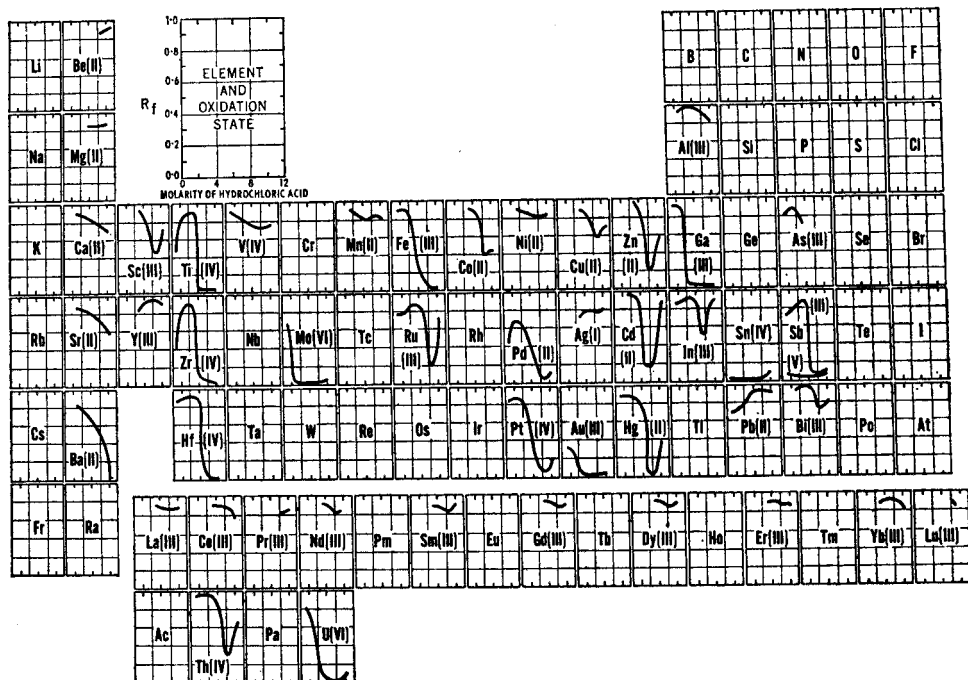 1·0
0·8
0·6
R_f
0·4
0·2
0·0
ELEMENT
AND
OXIDATION
STATE
0 4 8 12
MOLARITY OF HYDROCHLORIC ACID
Li Be(II) B C N O F
Na Mg(II) Al(III) Si P S Cl
K Ca(II) Sc(III) Ti (IV) V(IV) Cr Mn(II) Fe (III) Co(II) Ni(II) Cu(II) Zn (II) Ga (III) Ge As(III) Se Br
Rb Sr(II) Y(III) Zr (IV) Nb Mo(VI) Tc Ru (III) Rh Pd (II) Ag(I) Cd (II) In(III) Sn(IV) Sb (III) (V) Te I
Cs Ba(II) Hf (IV) Ta W Re Os Ir Pt (IV) Au(III) Hg (II) Tl Pb(II) Bi(III) Po At
Fr Ra
La(III) Ce(III) Pr(III) Nd(III) Pm Sm(III) Eu Gd(III) Tb Dy(III) Ho Er(III) Tm Yb(III) Lu(III)
Ac Th(IV) Pa U(VI)